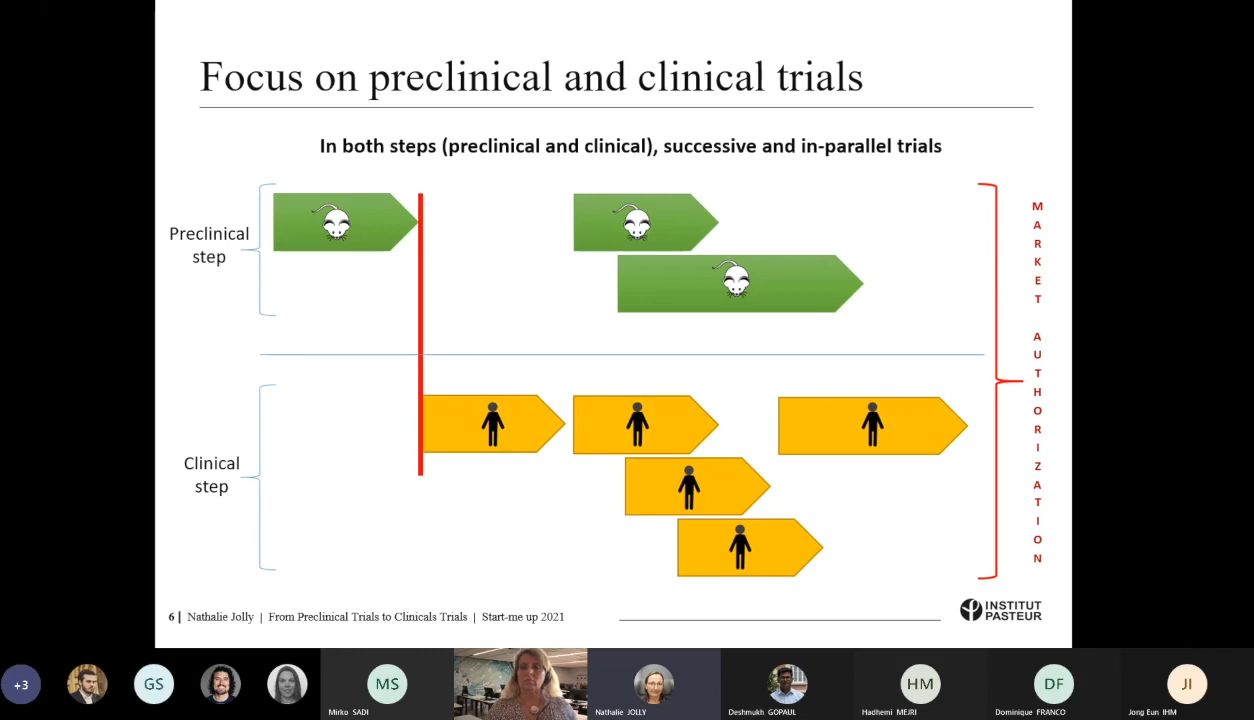 Focus on preclinical and clinical trials
In both steps (preclinical and clinical), successive and in-parallel trials
Preclinical
step
Clinical
step
MARKET AUTHORIZATION
6 | Nathalie Jolly | From Preclinical Trials to Clinicals Trials | Start-me up 2021
INSTITUT
PASTEUR
+3
GS
MS
HM
DF
JI
Mirko SADI
Nathalie JOLLY
Deshmukh GOPAUL
Hadhemi MEJRI
Dominique FRANCO
Jong Eun IHM